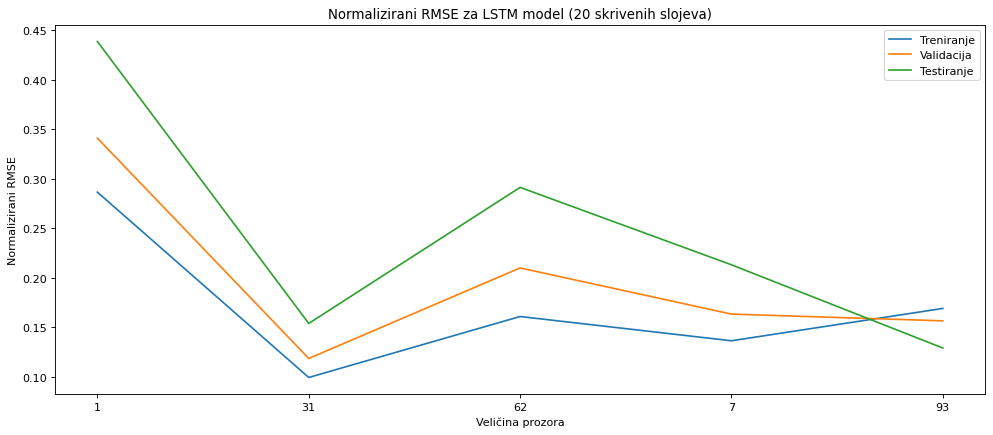 Normalizirani RMSE za LSTM model (20 skrivenih slojeva)
Treniranje
Validacija
Testiranje
Normalizirani RMSE
0.45
0.40
0.35
0.30
0.25
0.20
0.15
0.10
1 31 62 7 93
Veličina prozora